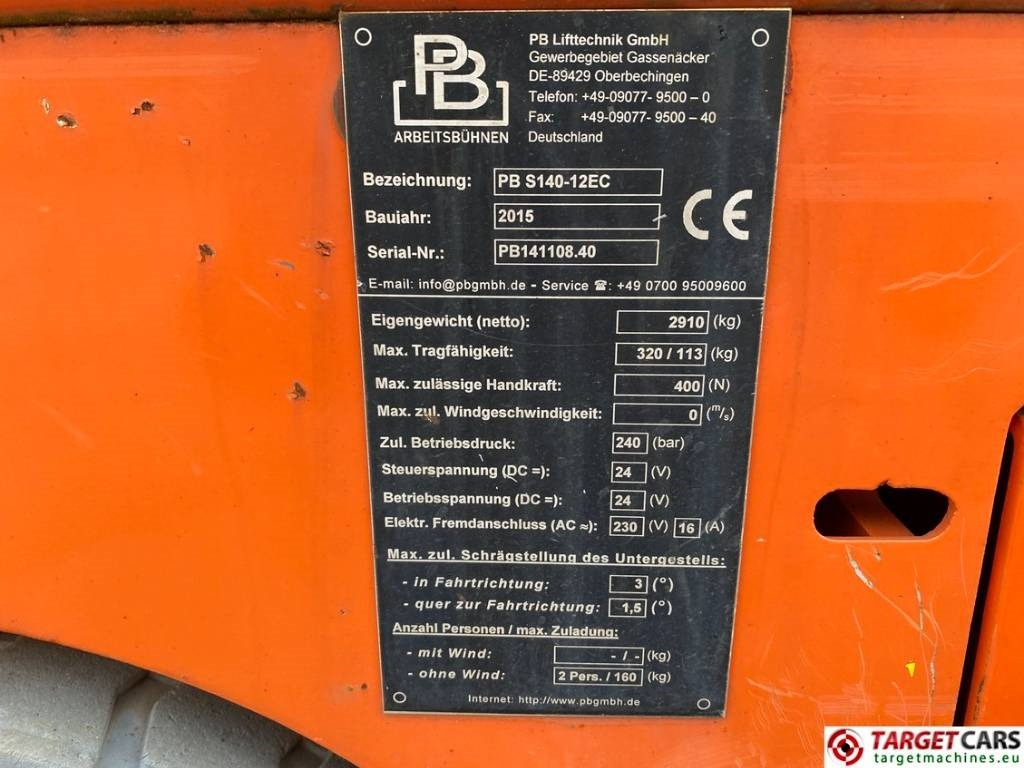 PB
ARBEITSBÜHNEN
PB Lifttechnik GmbH
Gewerbegebiet Gassenäcker
DE-89429 Oberbechingen
Telefon: +49-09077- 9500 – 0
Fax: +49-09077- 9500 – 40
Deutschland
Bezeichnung: PB S140-12EC
Baujahr: 2015
Serial-Nr.: PB141108.40
CE
E-mail: info@pbgmbh.de - Service ☎: +49 0700 95009600
Eigengewicht (netto): 2910 (kg)
Max. Tragfähigkeit: 320 / 113 (kg)
Max. zulässige Handkraft: 400 (N)
Max. zul. Windgeschwindigkeit: 0 (m/s)
Zul. Betriebsdruck: 240 (bar)
Steuerspannung (DC =): 24 (V)
Betriebsspannung (DC =): 24 (V)
Elektr. Fremdanschluss (AC ≈): 230 (V) 16 (A)
Max. zul. Schrägstellung des Untergestells:
- in Fahrtrichtung: 3 (°)
- quer zur Fahrtrichtung: 1,5 (°)
Anzahl Personen / max. Zuladung:
- mit Wind: - / - (kg)
- ohne Wind: 2 Pers. / 160 (kg)
Internet: http://www.pbgmbh.de
TARGETCARS
targetmachines.eu